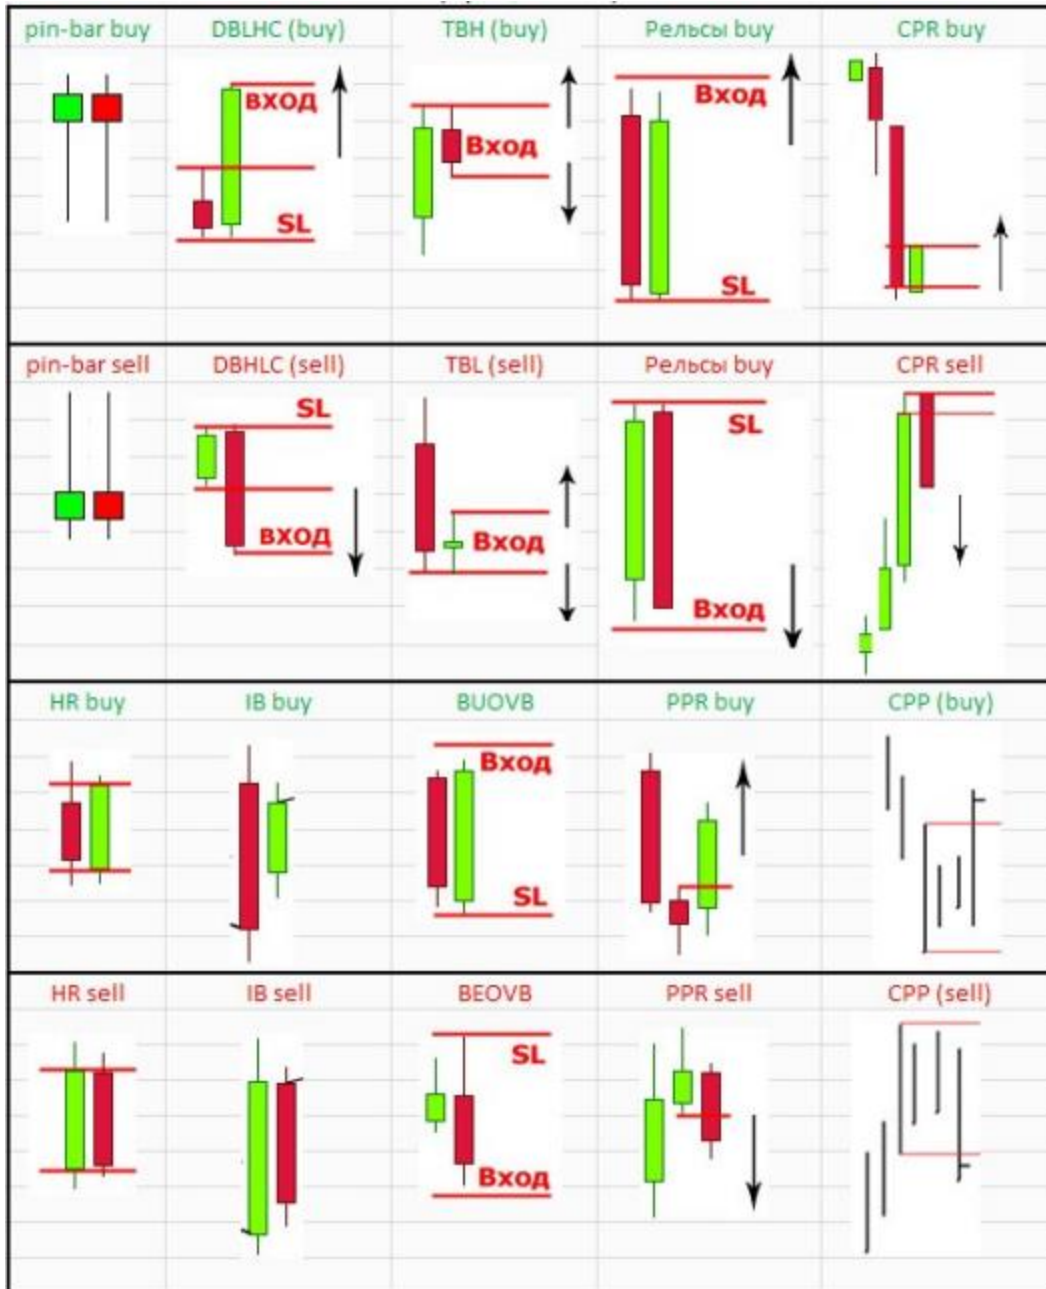 pin-bar buy
DBLHC (buy)
TBH (buy)
Рельсы buy
CPR buy
ВХОД
SL
Вход
Вход
SL
pin-bar sell
DBHLC (sell)
TBL (sell)
Рельсы buy
CPR sell
SL
ВХОД
Вход
SL
Вход
HR buy
IB buy
BUOVB
PPR buy
CPP (buy)
Вход
SL
HR sell
IB sell
BEOVB
PPR sell
CPP (sell)
SL
Вход